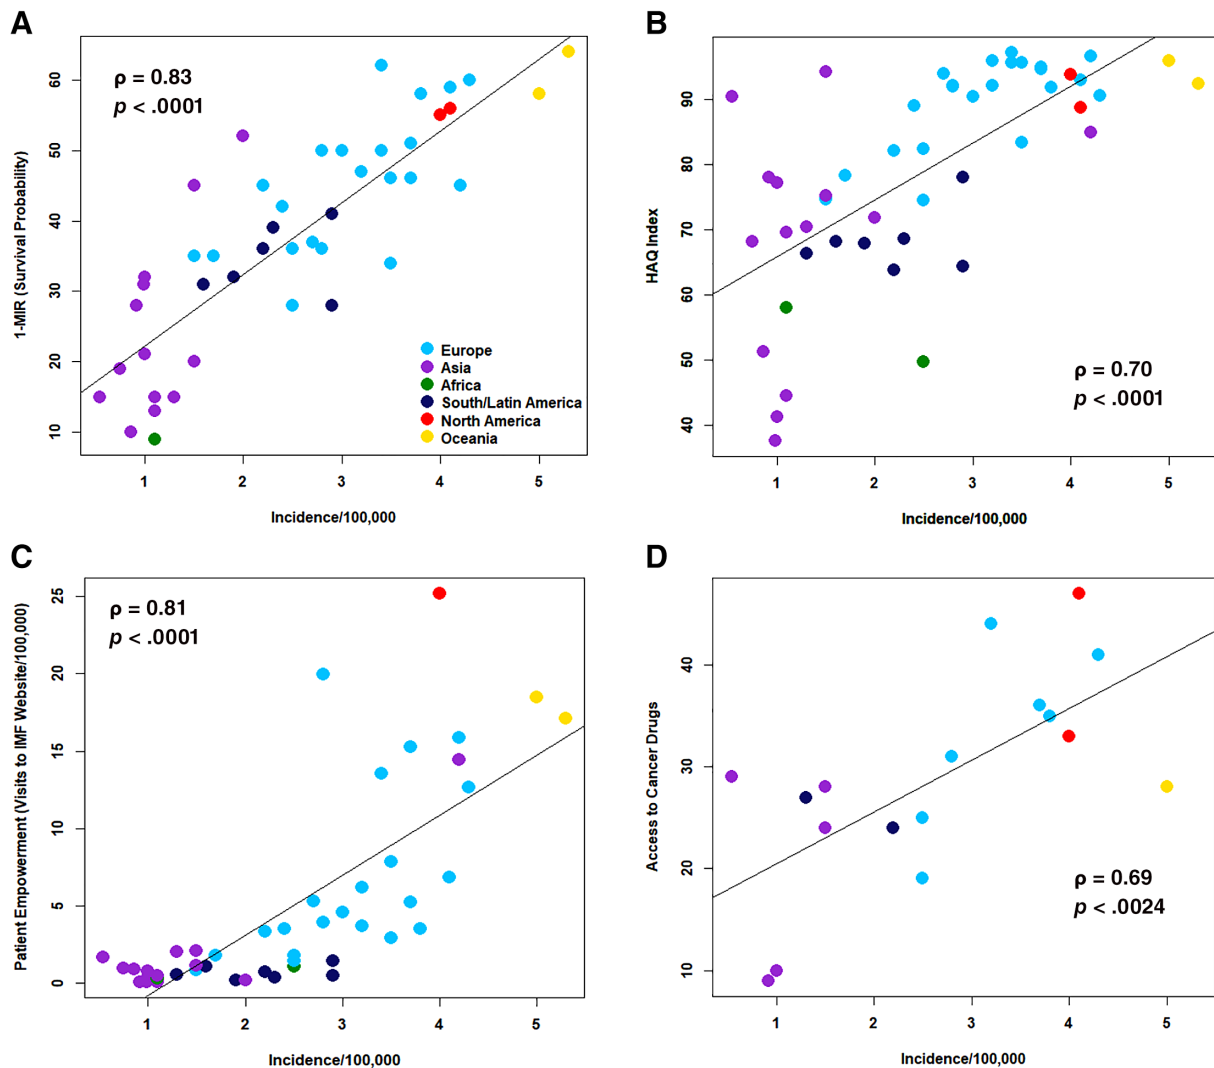 A
ρ = 0.83
p < .0001
1-MIR (Survival Probability)
60
50
40
30
20
10
Europe
Asia
Africa
South/Latin America
North America
Oceania
1 2 3 4 5
Incidence/100,000
B
HAQ Index
90
80
70
60
50
40
ρ = 0.70
p < .0001
1 2 3 4 5
Incidence/100,000
C
ρ = 0.81
p < .0001
Patient Empowerment (Visits to IMF Website/100,000)
25
20
15
10
5
0
1 2 3 4 5
Incidence/100,000
D
Access to Cancer Drugs
40
30
20
10
ρ = 0.69
p < .0024
1 2 3 4 5
Incidence/100,000